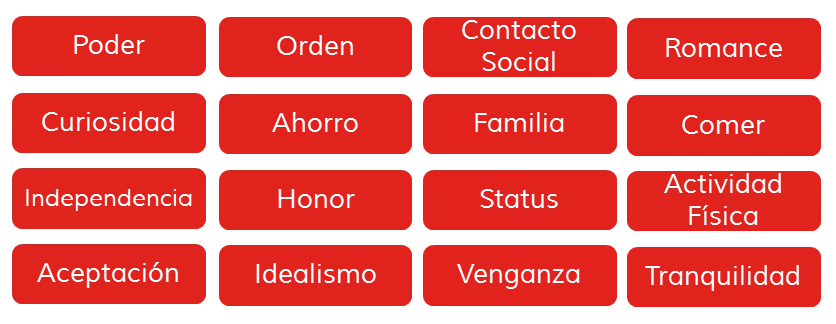 Poder
Orden
Contacto
Social
Romance
Curiosidad
Ahorro
Familia
Comer
Independencia
Honor
Status
Actividad
Física
Aceptación
Idealismo
Venganza
Tranquilidad